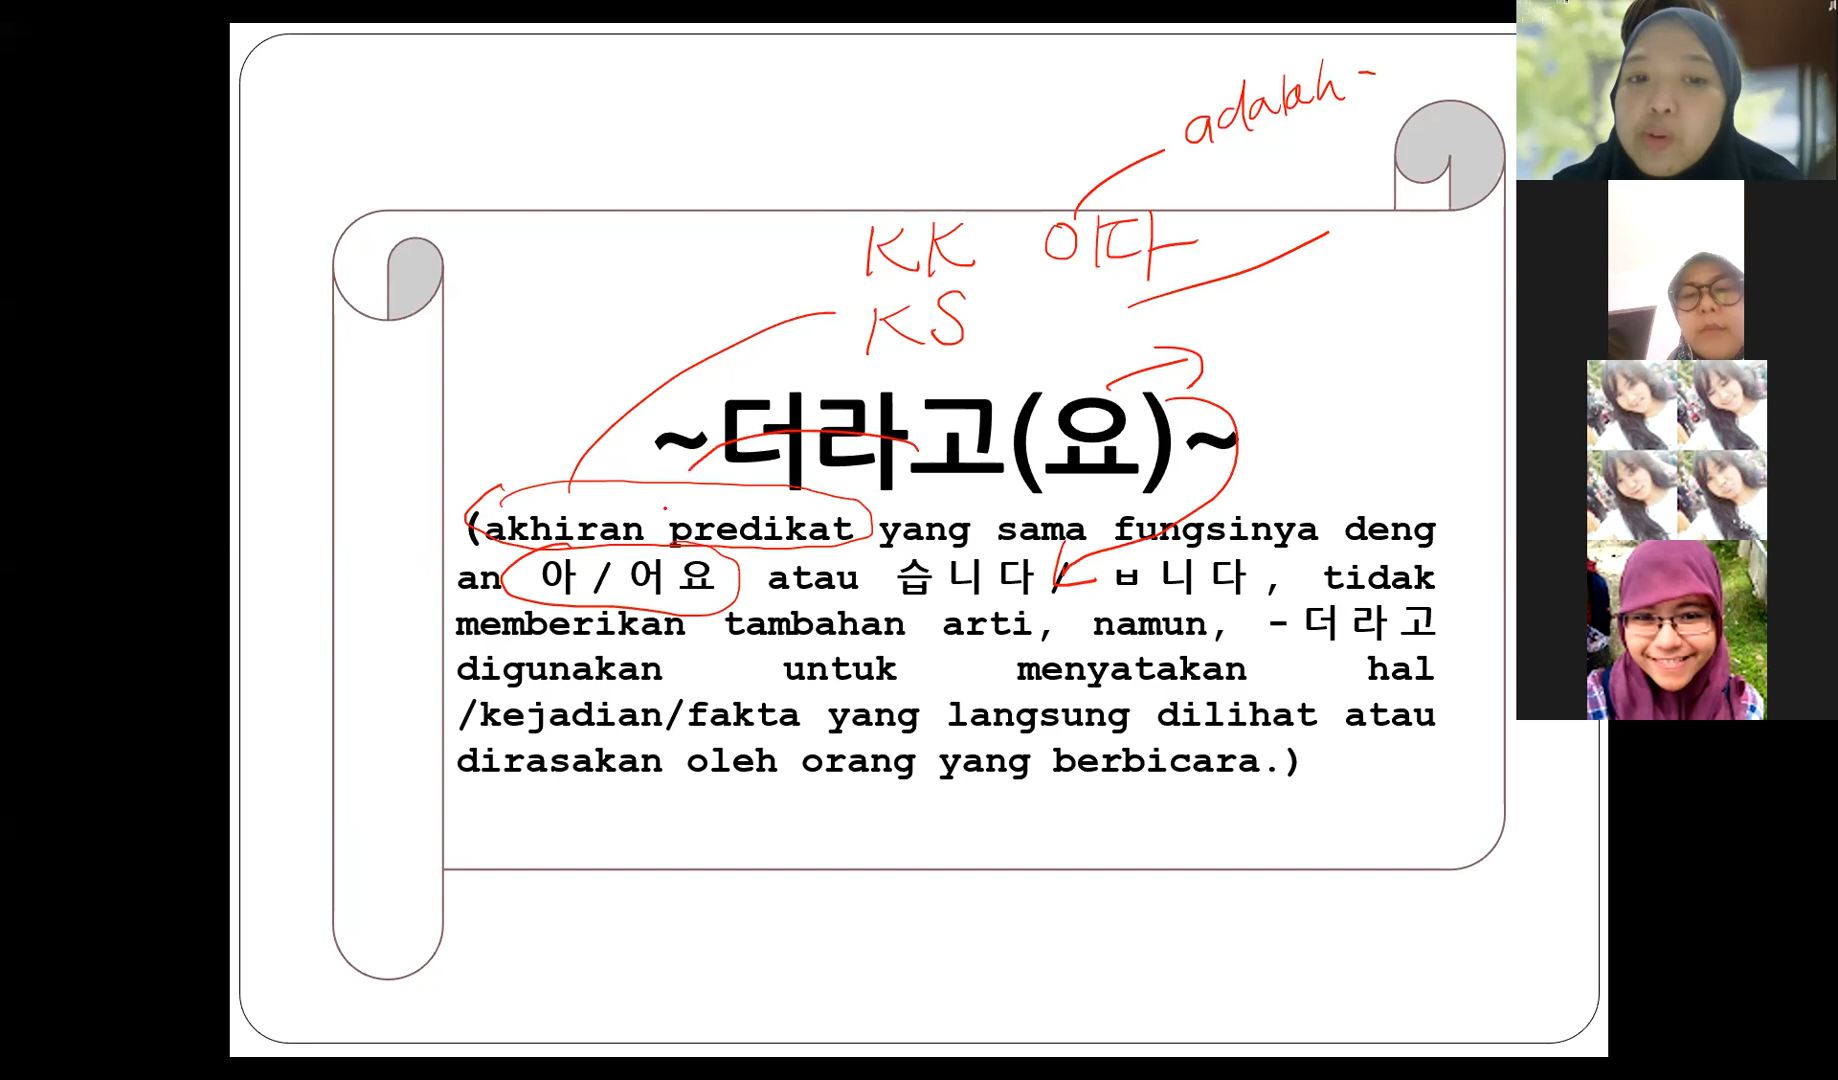 adalah -
KK 이다
KS
~더라고(요)~
(akhiran predikat yang sama fungsinya deng
an 아/어요 atau 습니다/ ㅂ니다, tidak
memberikan tambahan arti, namun, -더라고
digunakan untuk menyatakan hal
/kejadian/fakta yang langsung dilihat atau
dirasakan oleh orang yang berbicara.)